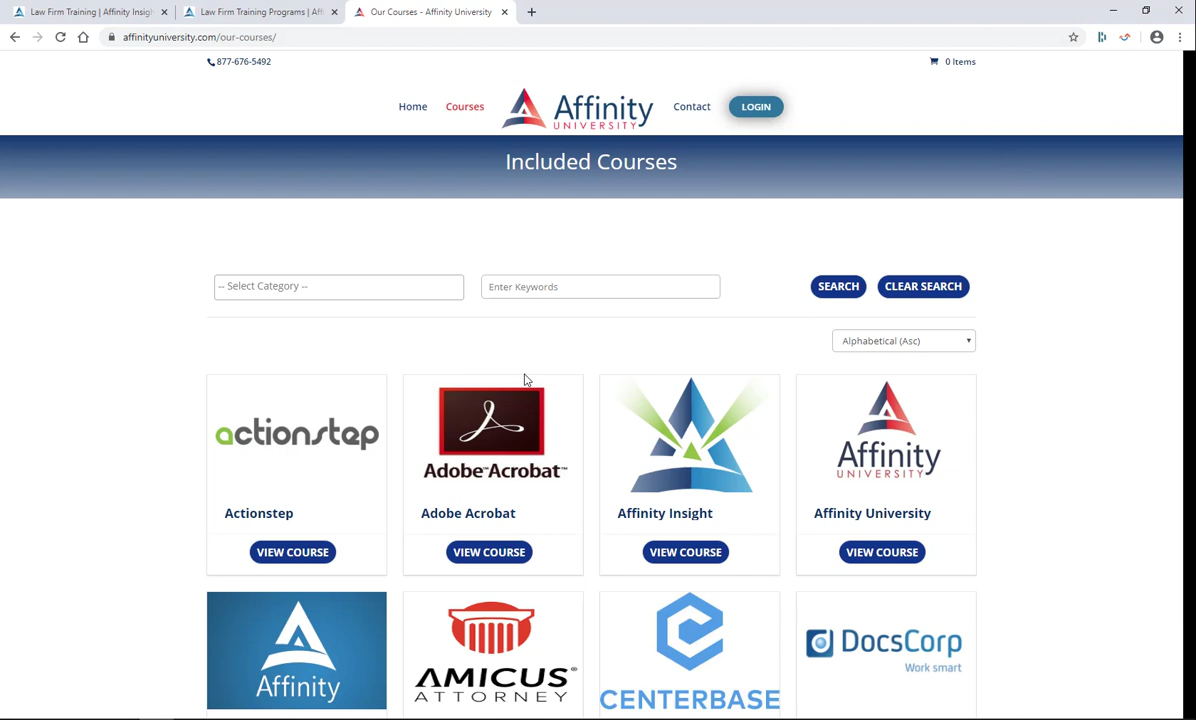 Law Firm Training | Affinity Insigh
Law Firm Training Programs | Affi
Our Courses - Affinity University
affinityuniversity.com/our-courses/
877-676-5492
0 Items
Home
Courses
Affinity
UNIVERSITY
Contact
LOGIN
Included Courses
-- Select Category --
Enter Keywords
SEARCH
CLEAR SEARCH
Alphabetical (Asc)
actionstep
Adobe™Acrobat™
Affinity
UNIVERSITY
Actionstep
Adobe Acrobat
Affinity Insight
Affinity University
VIEW COURSE
VIEW COURSE
VIEW COURSE
VIEW COURSE
Affinity
AMICUS®
ATTORNEY
CENTERBASE
DocsCorp
Work smart